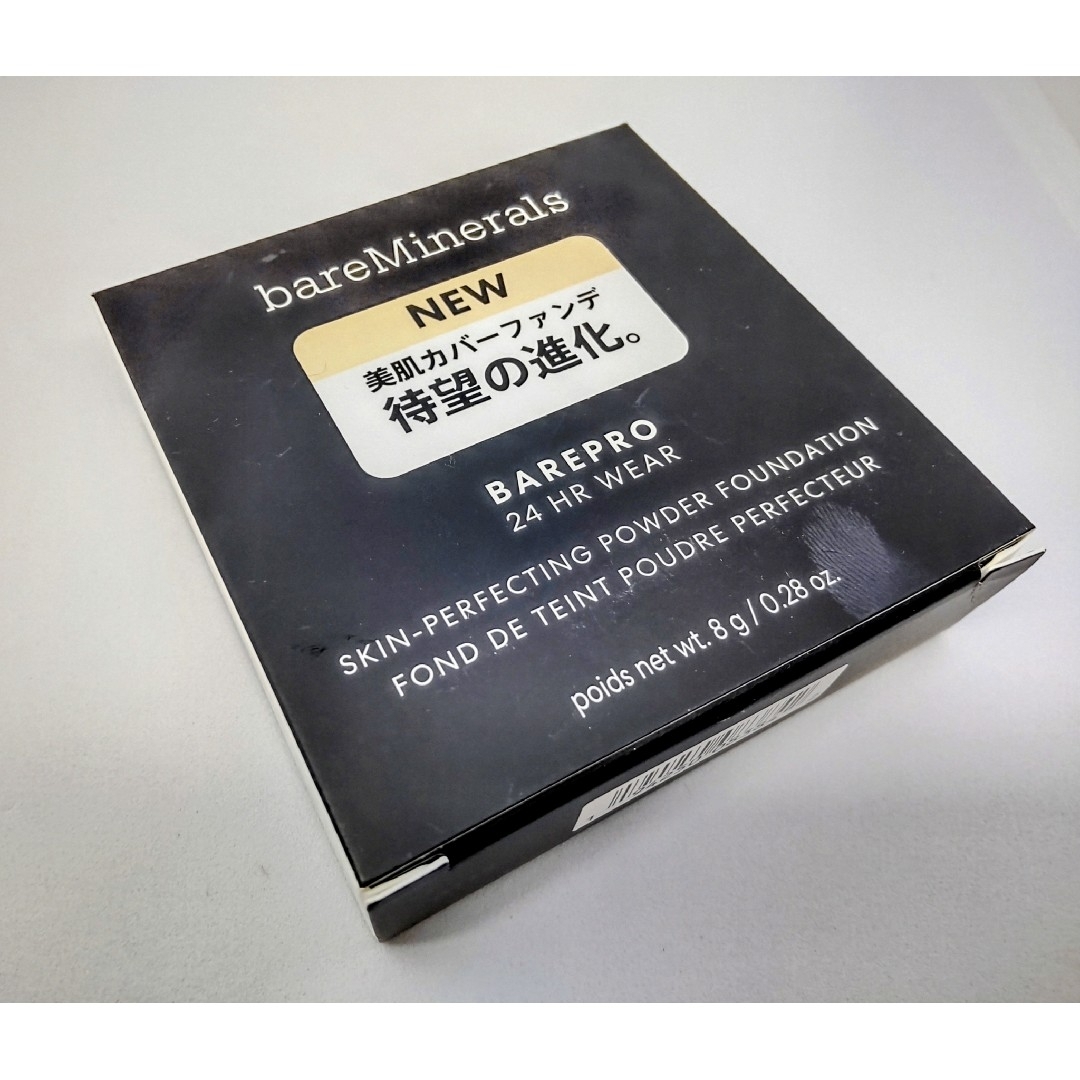 bareMinerals
NEW
美肌カバーファンデ
待望の進化。
BAREPRO
24 HR WEAR
SKIN-PERFECTING POWDER FOUNDATION
FOND DE TEINT POUDRE PERFECTEUR
poids net wt. 8 g / 0.28 oz.